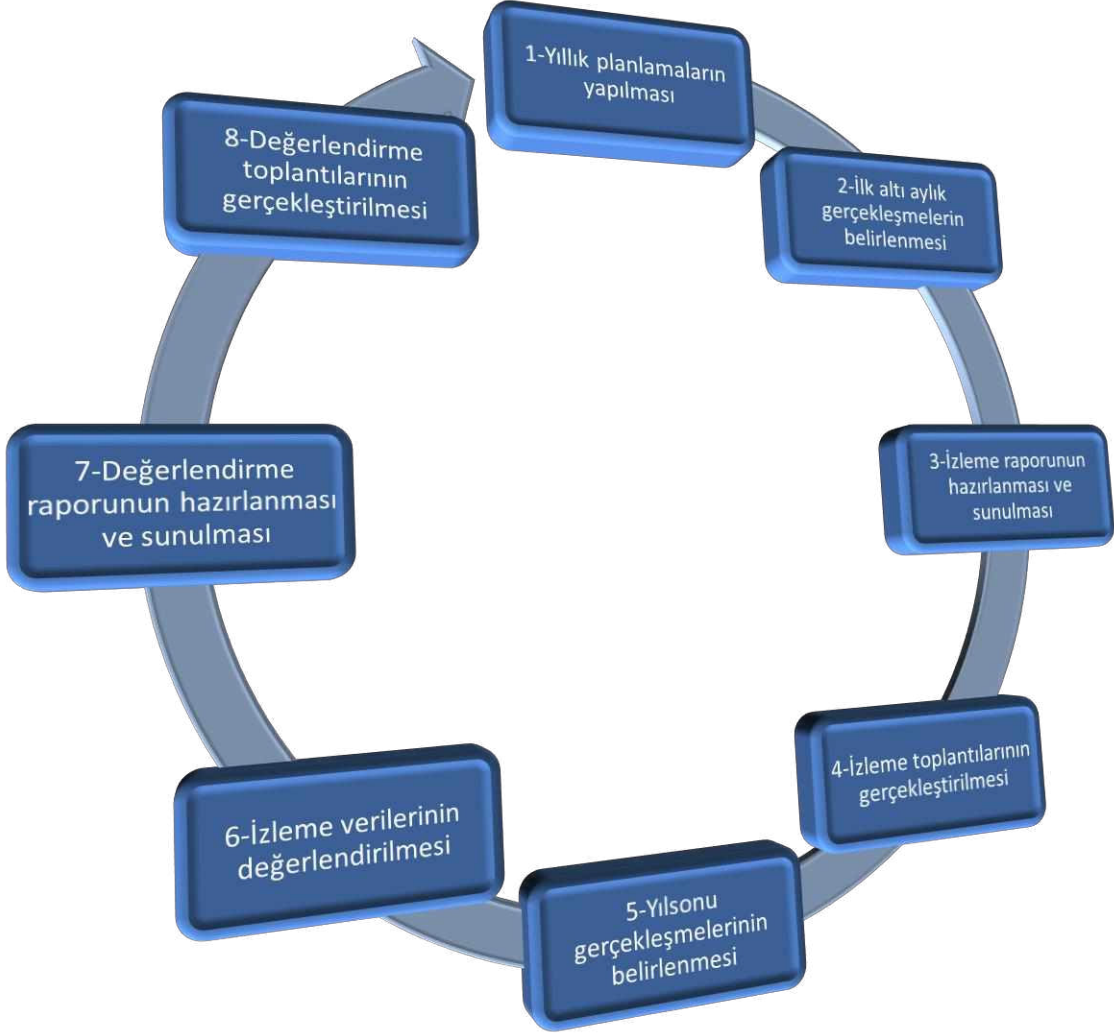 1-Yıllık planlamaların
yapılması
2-İlk altı aylık
gerçekleşmelerin
belirlenmesi
3-İzleme raporunun
hazırlanması ve
sunulması
4-İzleme toplantılarının
gerçekleştirilmesi
5-Yılsonu
gerçekleşmelerinin
belirlenmesi
6-İzleme verilerinin
değerlendirilmesi
7-Değerlendirme
raporunun hazırlanması
ve sunulması
8-Değerlendirme
toplantılarının
gerçekleştirilmesi